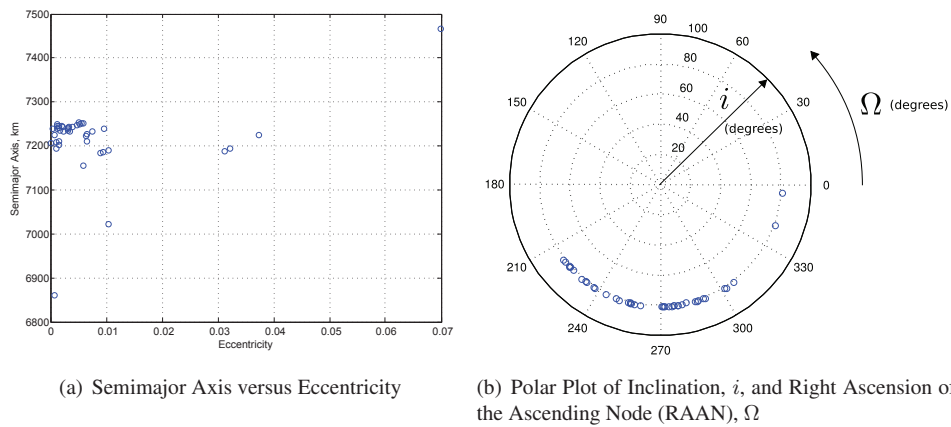 7500
7400
7300
7200
7100
7000
6900
6800
Semimajor Axis, km
0 0.01 0.02 0.03 0.04 0.05 0.06 0.07
Eccentricity
90
100
120
60
80
60
150
30
40
20
i
(degrees)
Ω (degrees)
180
0
210
330
240
300
270
(a) Semimajor Axis versus Eccentricity
(b) Polar Plot of Inclination, i, and Right Ascension of
the Ascending Node (RAAN), Ω